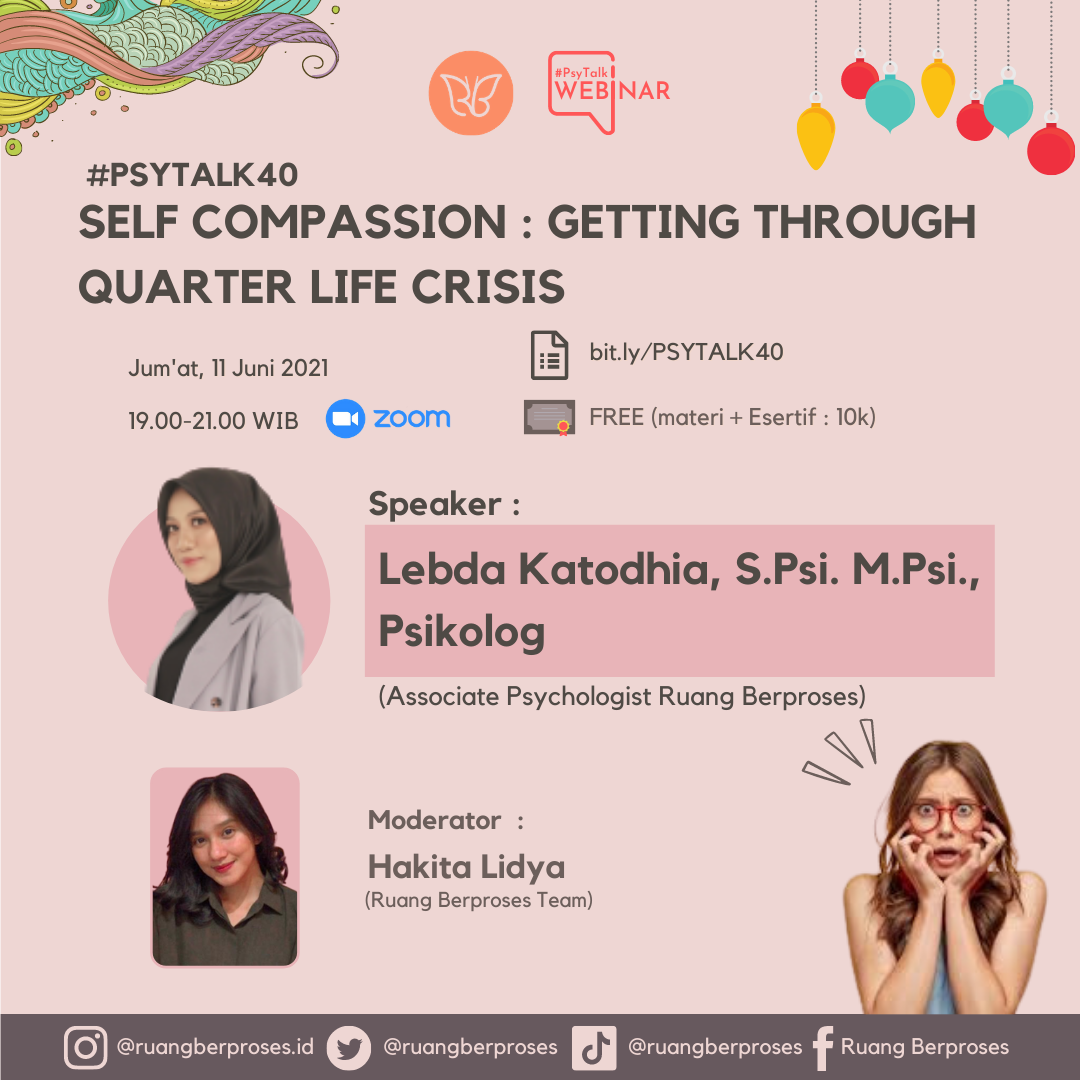 #PsyTalk
WEBINAR
#PSYTALK40
SELF COMPASSION : GETTING THROUGH
QUARTER LIFE CRISIS
Jum'at, 11 Juni 2021
bit.ly/PSYTALK40
19.00-21.00 WIB
zoom
FREE (materi + Esertif : 10k)
Speaker :
Lebda Katodhia, S.Psi. M.Psi.,
Psikolog
(Associate Psychologist Ruang Berproses)
Moderator :
Hakita Lidya
(Ruang Berproses Team)
@ruangberproses.id @ruangberproses @ruangberproses Ruang Berproses